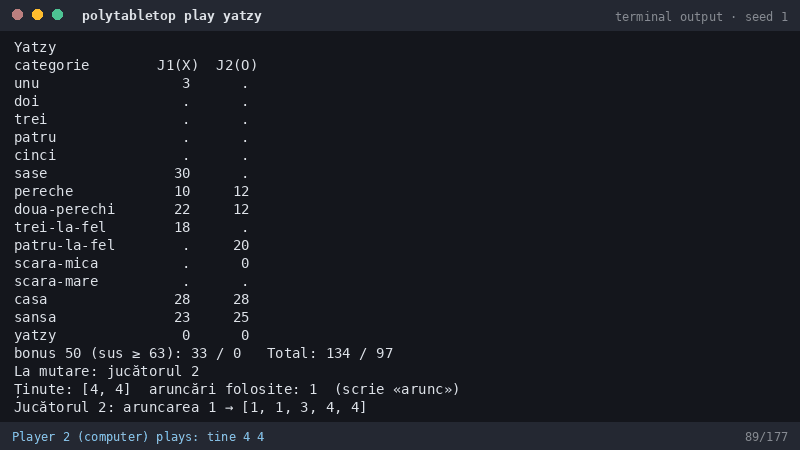 polytabletop play yatzy
terminal output · seed 1
Yatzy
categorie        J1(X)  J2(O)
unu                 3      .
doi                 .      .
trei                .      .
patru               .      .
cinci               .      .
sase               30      .
pereche            10     12
doua-perechi       22     12
trei-la-fel        18      .
patru-la-fel        .     20
scara-mica          .      0
scara-mare          .      .
casa               28     28
sansa              23     25
yatzy               0      0
bonus 50 (sus ≥ 63): 33 / 0   Total: 134 / 97
La mutare: jucătorul 2
Ținute: [4, 4]  aruncări folosite: 1  (scrie «arunc»)
Jucătorul 2: aruncarea 1 → [1, 1, 3, 4, 4]
Player 2 (computer) plays: tine 4 4
89/177